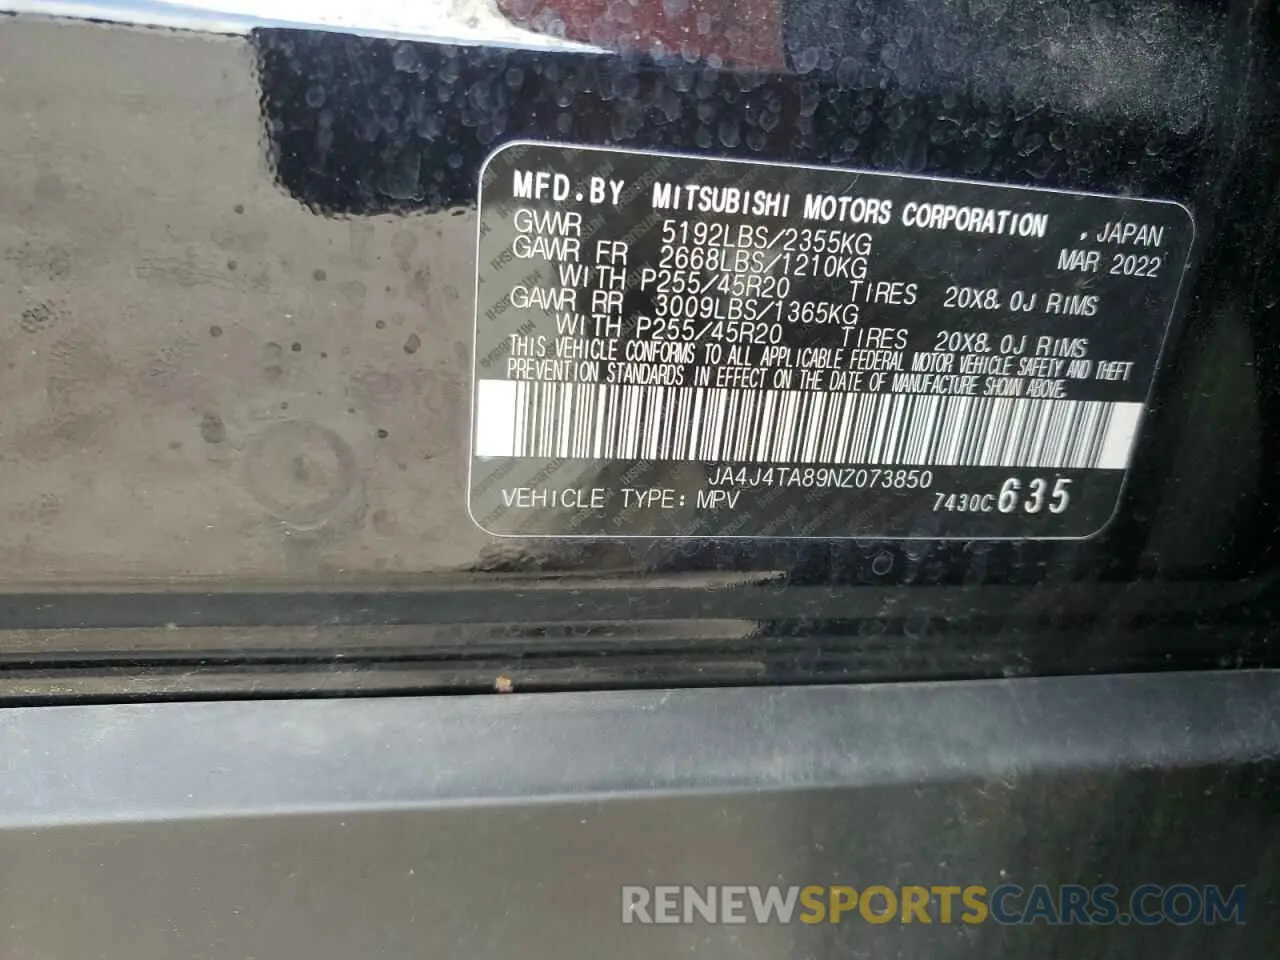 MFD.BY MITSUBISHI MOTORS CORPORATION , JAPAN
GVWR 5192LBS/2355KG MAR 2022
GAWR FR 2668LBS/1210KG
WITH P255/45R20 TIRES 20X8.0J RIMS
GAWR RR 3009LBS/1365KG
WITH P255/45R20 TIRES 20X8.0J RIMS
THIS VEHICLE CONFORMS TO ALL APPLICABLE FEDERAL MOTOR VEHICLE SAFETY AND THEFT
PREVENTION STANDARDS IN EFFECT ON THE DATE OF MANUFACTURE SHOWN ABOVE.
JA4J4TA89NZ073850
VEHICLE TYPE: MPV 7430C 635
RENEWSPORTSCARS.COM